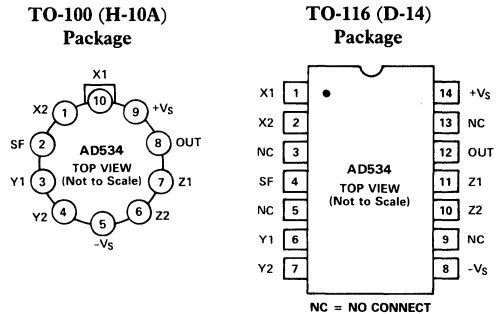 TO-100 (H-10A)
Package
X1
10
X2
1
9
+VS
SF
2
8
OUT
AD534
TOP VIEW
(Not to Scale)
Y1
3
7
Z1
Y2
4
6
Z2
5
-VS
TO-116 (D-14)
Package
X1
1
14
+VS
X2
2
13
NC
NC
3
12
OUT
AD534
TOP VIEW
(Not to Scale)
SF
4
11
Z1
NC
5
10
Z2
Y1
6
9
NC
Y2
7
8
-VS
NC = NO CONNECT